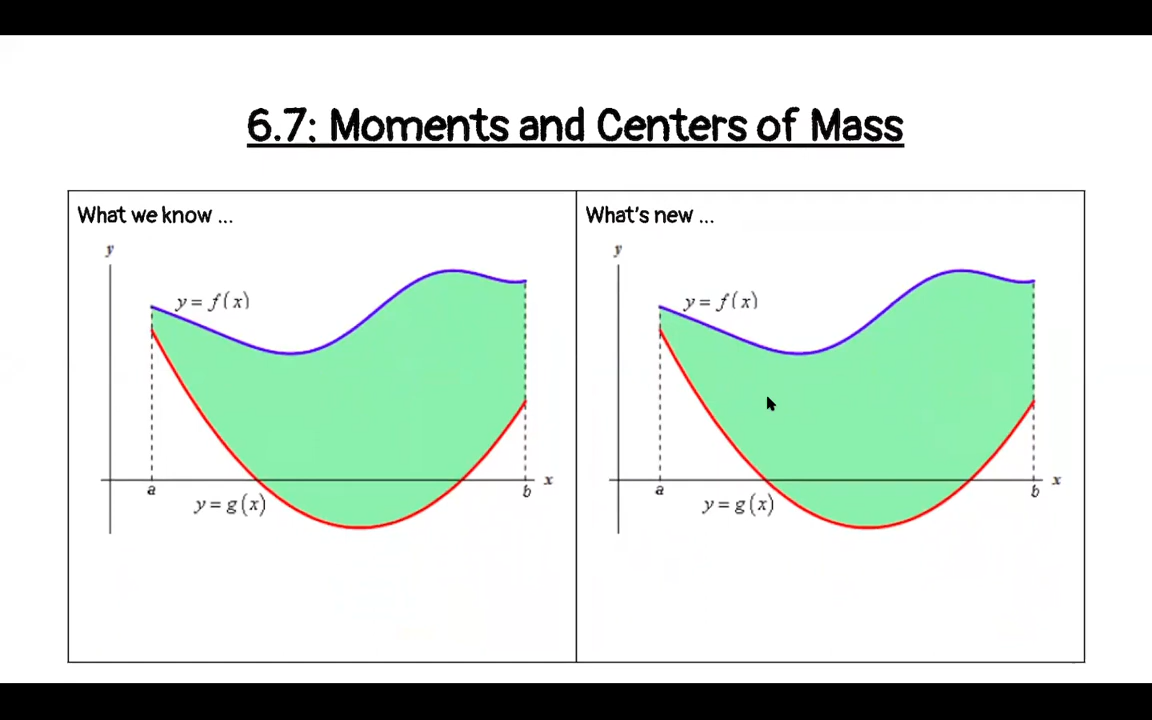 6.7: Moments and Centers of Mass
What we know ...
y
y = f(x)
a
b
x
y = g(x)
What's new ...
y
y = f(x)
a
b
x
y = g(x)